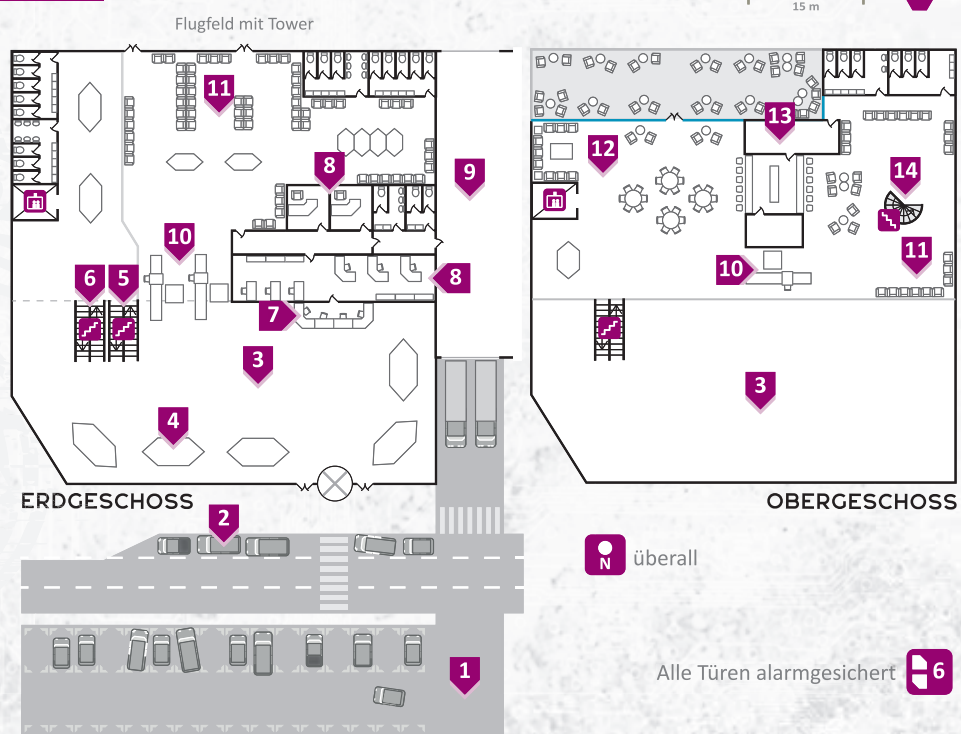 15 m
Flugfeld mit Tower
11
8
9
10
6
5
8
7
3
4
ERDGESCHOSS
2
1
13
12
14
10
11
3
OBERGESCHOSS
N
überall
Alle Türen alarmgesichert 6